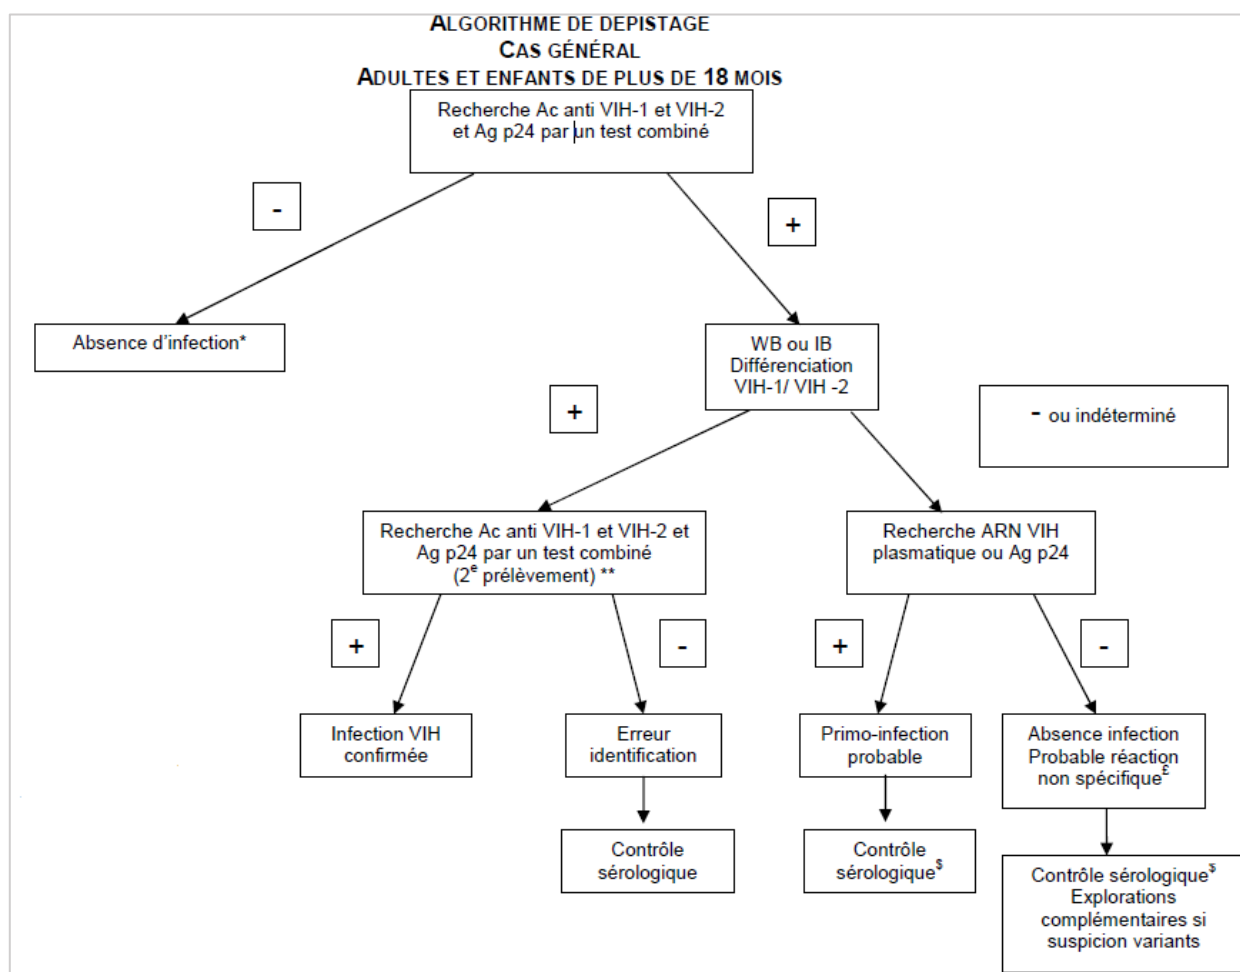 ALGORITHME DE DEPISTAGE
CAS GÉNÉRAL
ADULTES ET ENFANTS DE PLUS DE 18 MOIS
Recherche Ac anti VIH-1 et VIH-2
et Ag p24 par un test combiné
-
+
Absence d'infection*
WB ou IB
Différenciation
VIH-1/ VIH -2
+
- ou indéterminé
Recherche Ac anti VIH-1 et VIH-2 et
Ag p24 par un test combiné
(2e prélèvement) **
Recherche ARN VIH
plasmatique ou Ag p24
+
-
+
-
Infection VIH
confirmée
Erreur
identification
Primo-infection
probable
Absence infection
Probable réaction
non spécifique£
Contrôle
sérologique
Contrôle
sérologique$
Contrôle sérologique$
Explorations
complémentaires si
suspicion variants